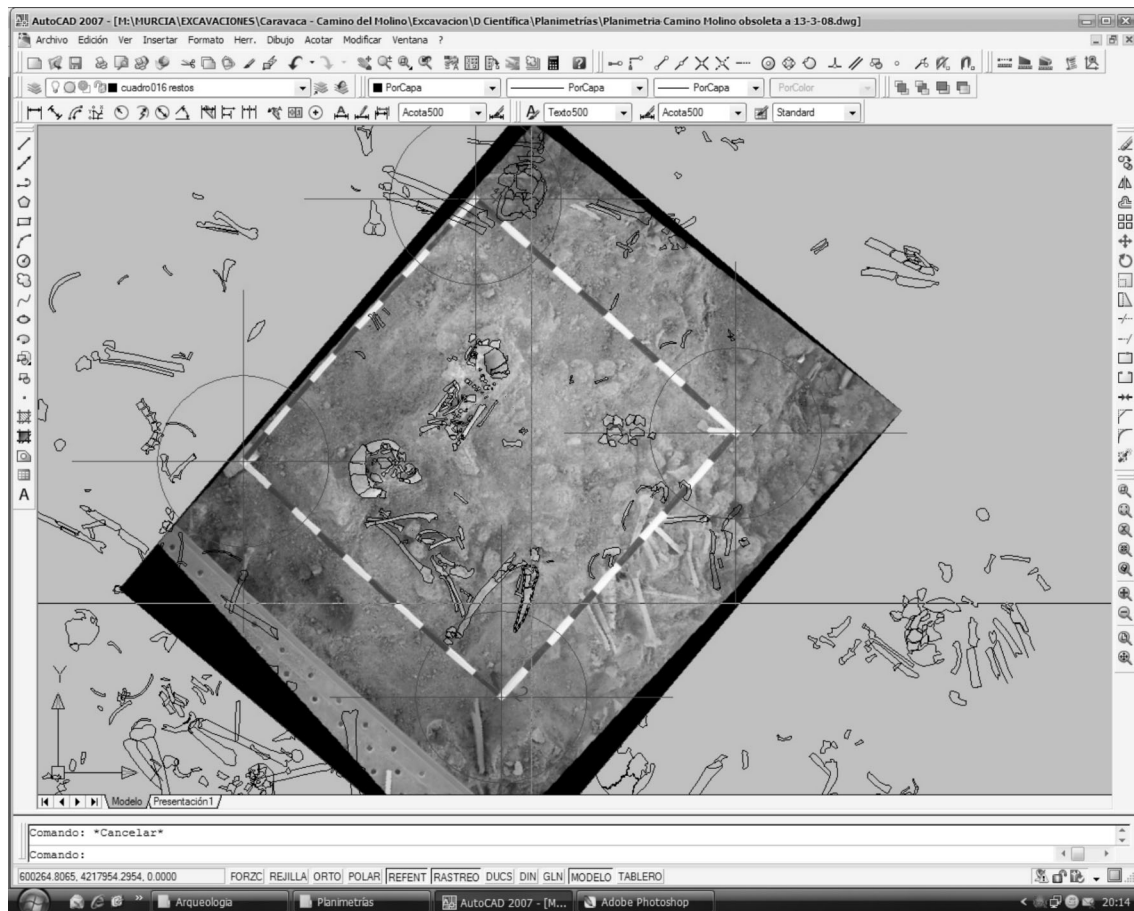 AutoCAD 2007 - [M:\MURCIA\EXCAVACIONES\Caravaca - Camino del Molino\Excavacion\D Científica\Planimetrías\Planimetria Camino Molino obsoleta a 13-3-08.dwg]
Archivo Edición Ver Insertar Formato Herr. Dibujo Acotar Modificar Ventana ?
cuadro016 restos PorCapa PorCapa PorCapa PorColor
Acota500 Texto500 Acota500 Standard
A
Y
Modelo Presentación1
Comando: *Cancelar*
Comando:
600264.8065, 4217954.2954, 0.0000 FORZC REJILLA ORTO POLAR REFENT RASTREO DUCS DIN GLN MODELO TABLERO
Arqueologia Planimetrías AutoCAD 2007 - [M... Adobe Photoshop 20:14